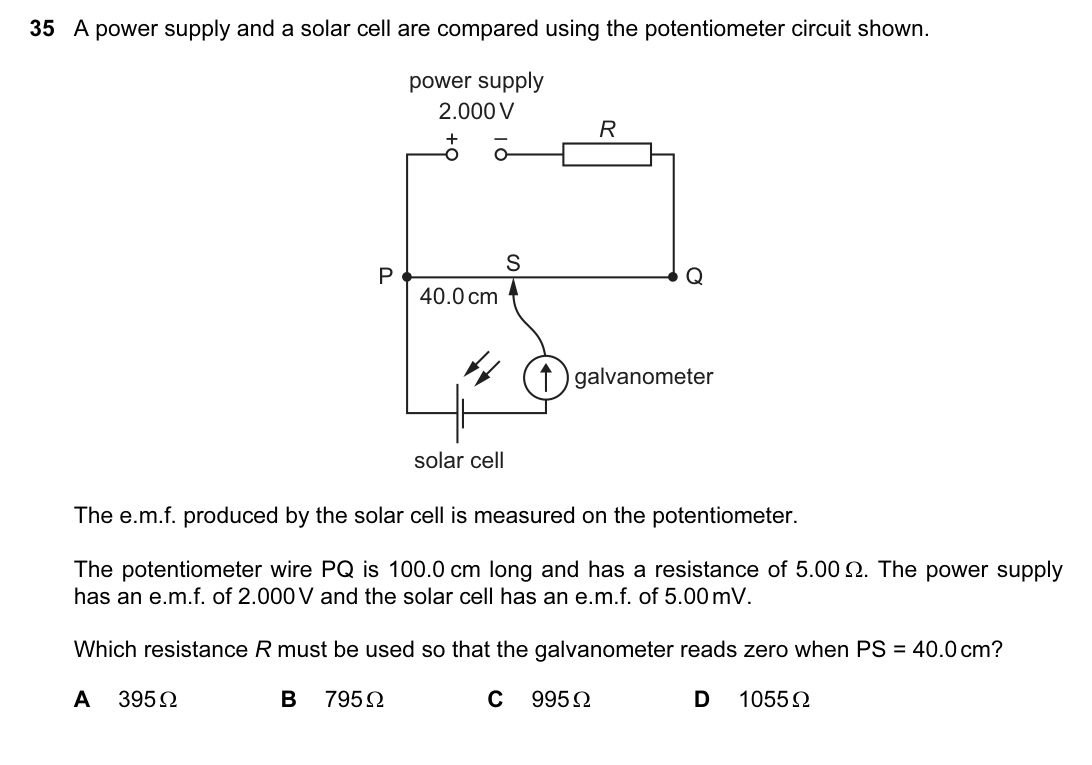 35 A power supply and a solar cell are compared using the potentiometer circuit shown.
power supply
2.000 V
+ –
R
P
S
Q
40.0 cm
galvanometer
solar cell
The e.m.f. produced by the solar cell is measured on the potentiometer.
The potentiometer wire PQ is 100.0 cm long and has a resistance of 5.00 Ω. The power supply
has an e.m.f. of 2.000 V and the solar cell has an e.m.f. of 5.00 mV.
Which resistance R must be used so that the galvanometer reads zero when PS = 40.0 cm?
A 395 Ω B 795 Ω C 995 Ω D 1055 Ω